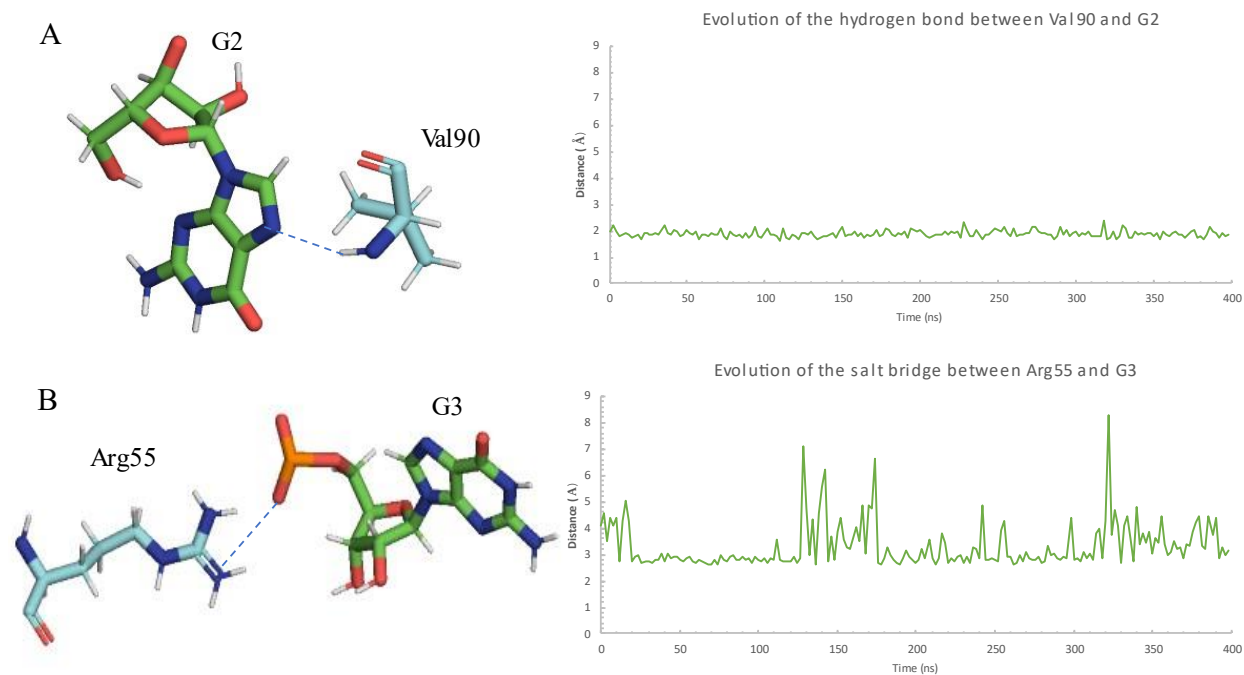 A
G2
Val90
Evolution of the hydrogen bond between Val90 and G2
Distance ( Å)
9
8
7
6
5
4
3
2
1
0
0 50 100 150 200 250 300 350 400
Time (ns)
B
Arg55
G3
Evolution of the salt bridge between Arg55 and G3
Distance ( Å)
9
8
7
6
5
4
3
2
1
0
0 50 100 150 200 250 300 350 400
Time (ns)